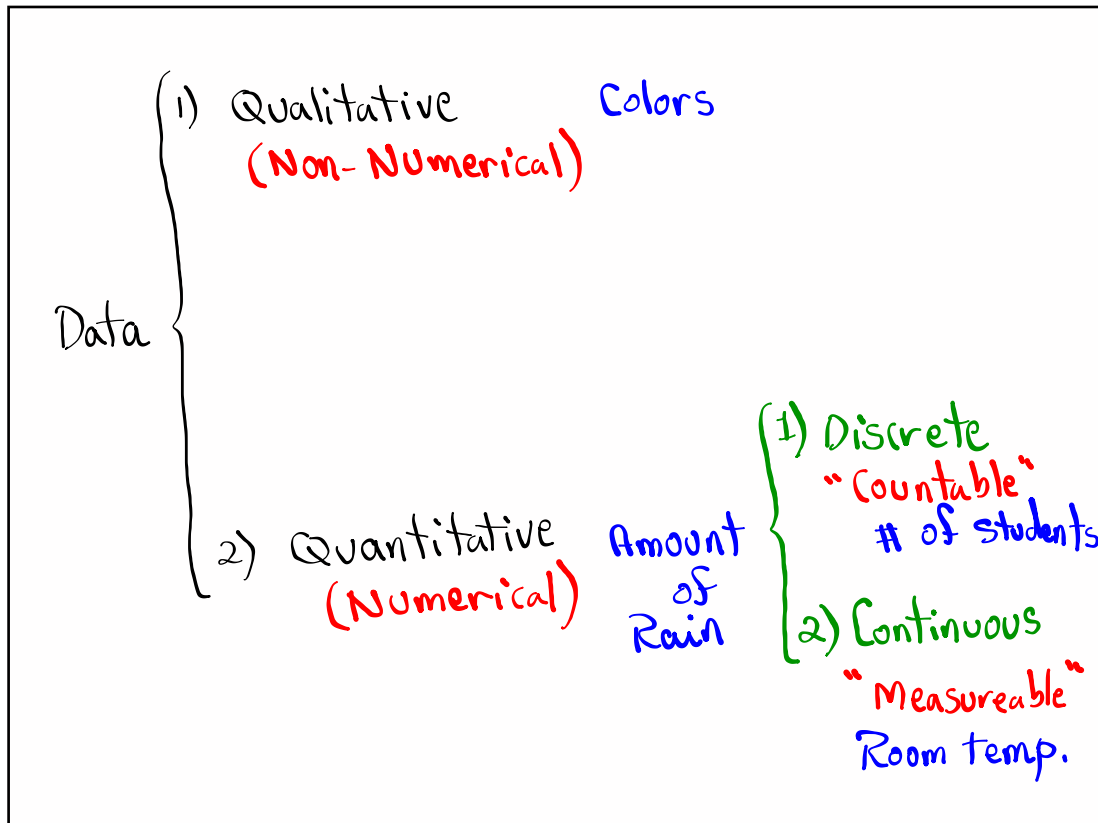 1) Qualitative Colors
(Non-Numerical)
Data
2) Quantitative
(Numerical)
Amount
of
Rain
1) Discrete
"Countable"
# of students
2) Continuous
"Measureable"
Room temp.